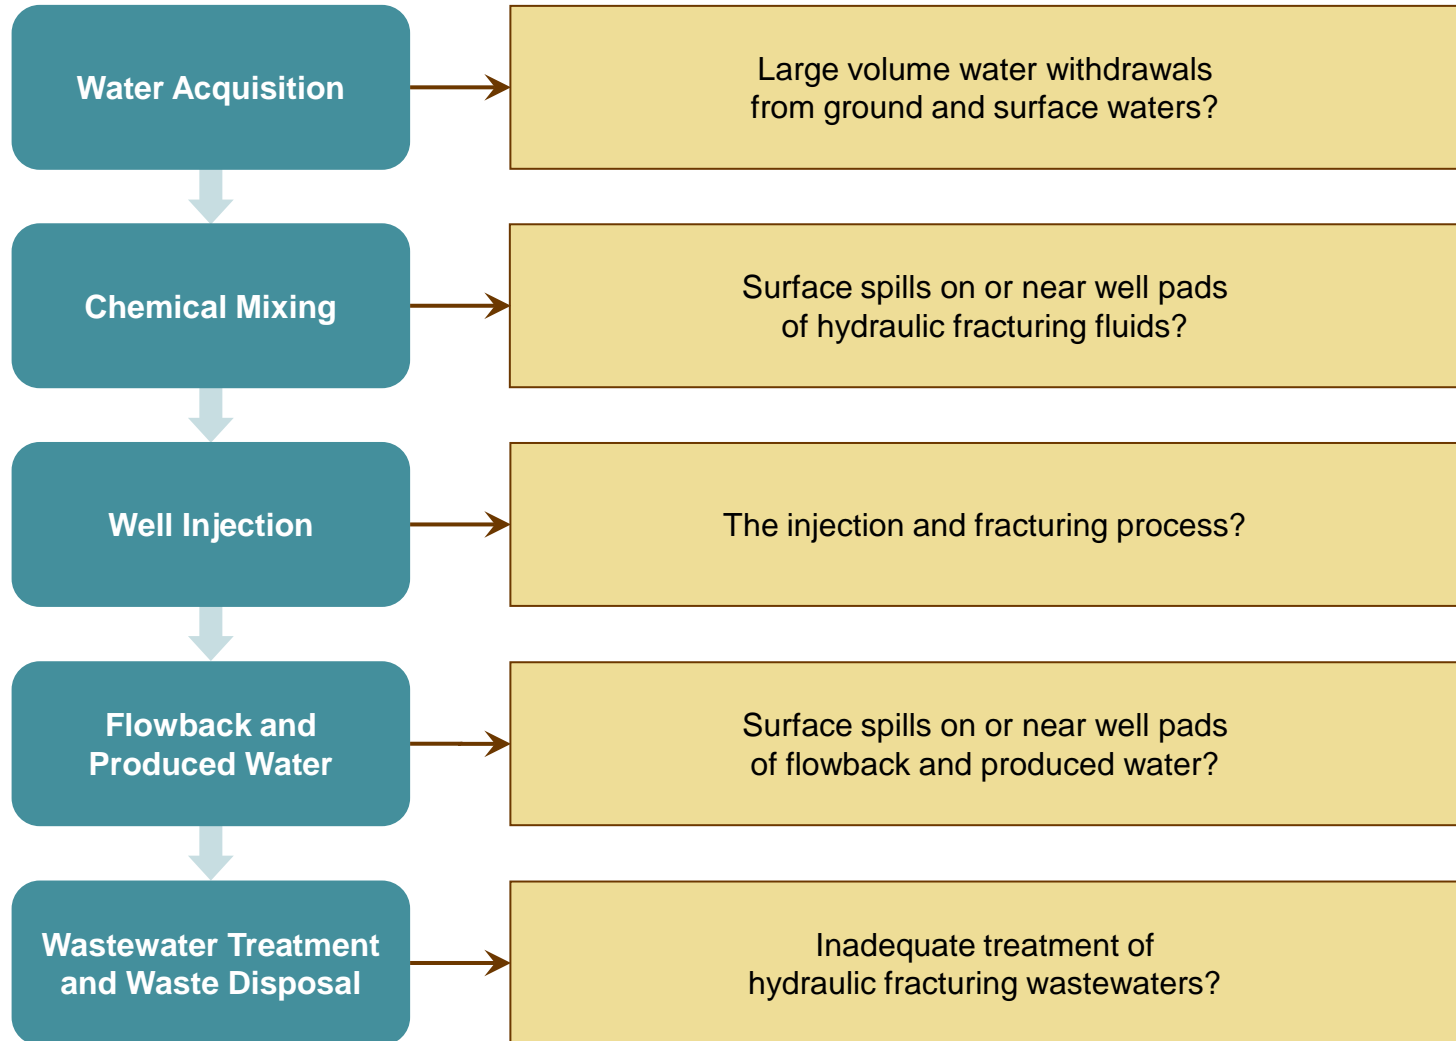 Water Acquisition
Large volume water withdrawals
from ground and surface waters?
Chemical Mixing
Surface spills on or near well pads
of hydraulic fracturing fluids?
Well Injection
The injection and fracturing process?
Flowback and
Produced Water
Surface spills on or near well pads
of flowback and produced water?
Wastewater Treatment
and Waste Disposal
Inadequate treatment of
hydraulic fracturing wastewaters?